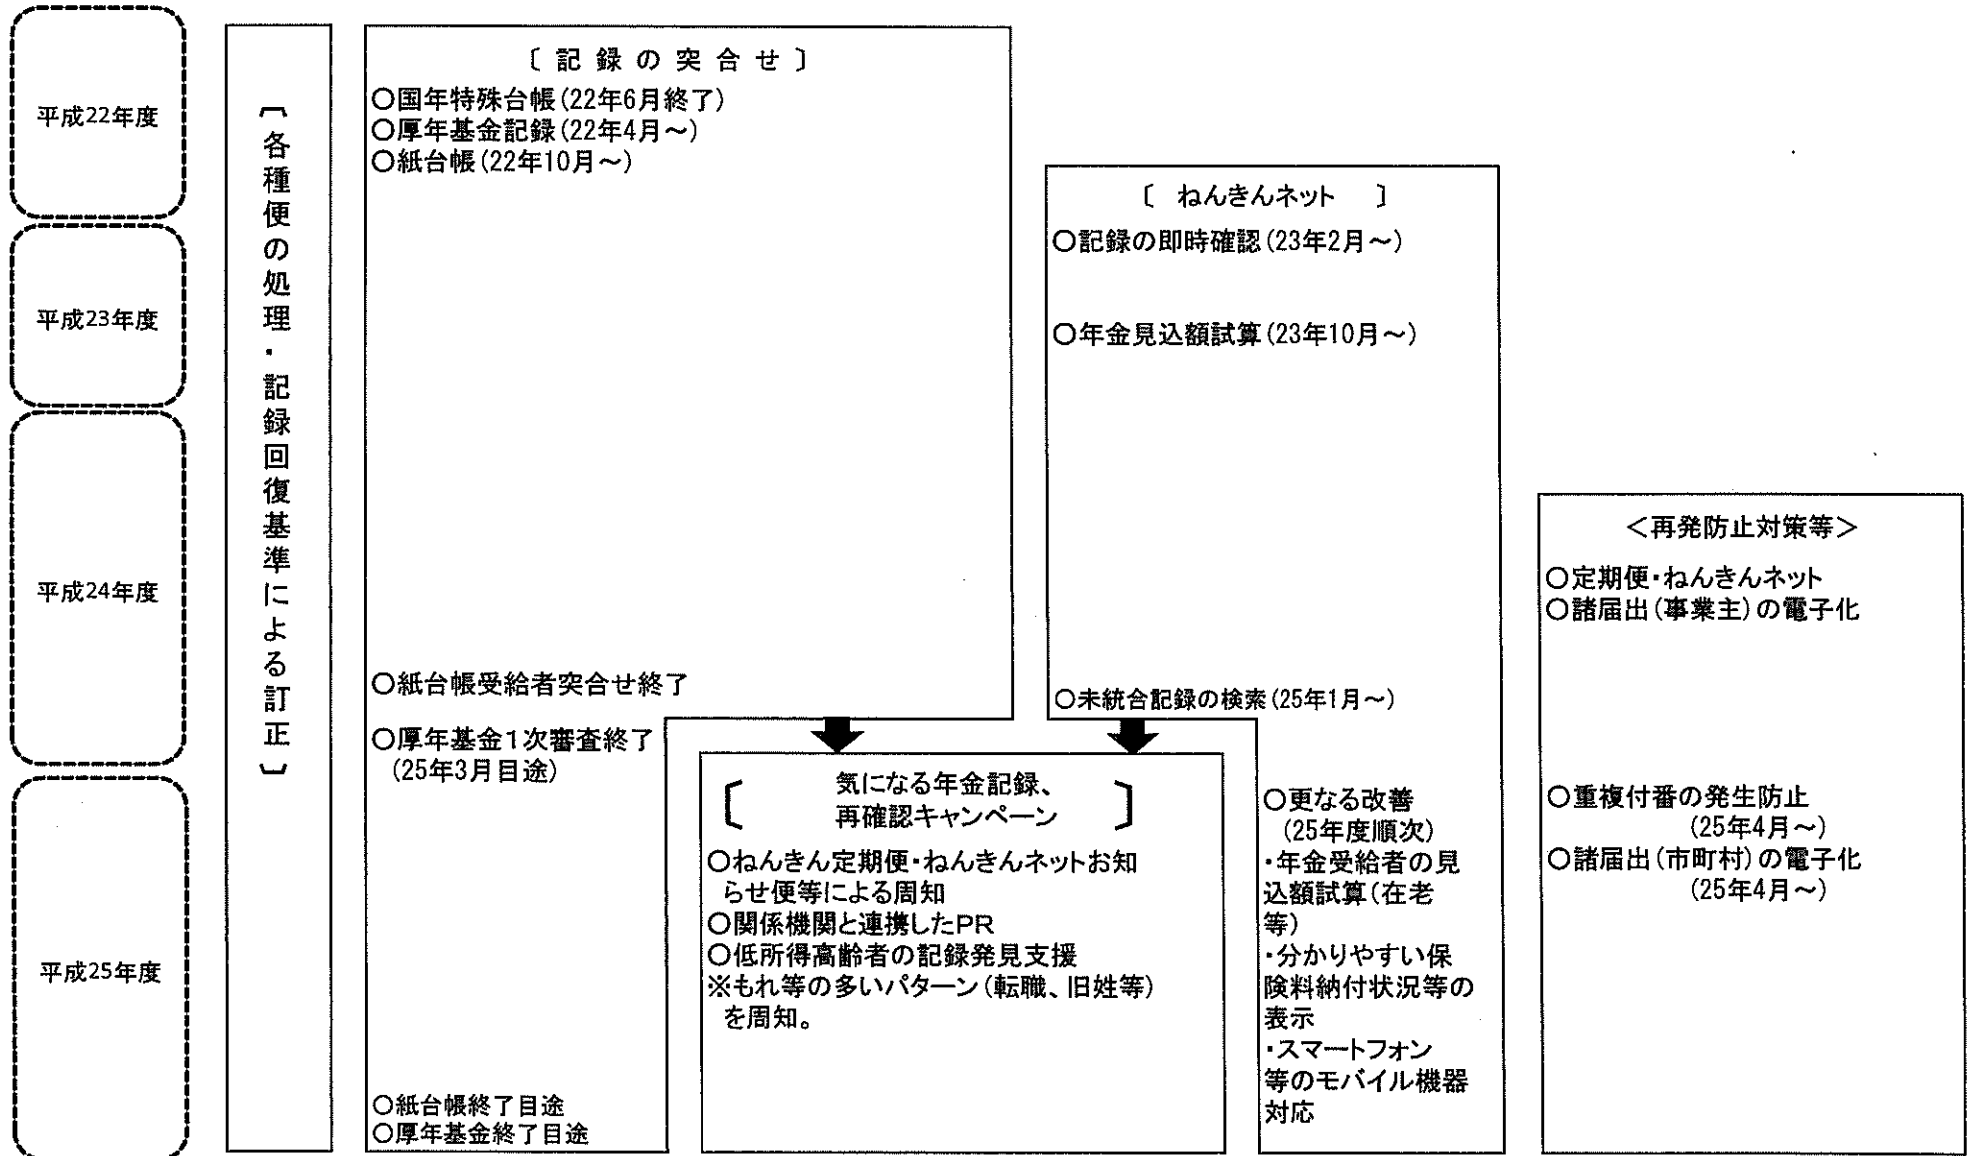 平成22年度
平成23年度
平成24年度
平成25年度
〔各種便の処理・記録回復基準による訂正〕
〔記録の突合せ〕
○国年特殊台帳(22年6月終了)
○厚年基金記録(22年4月～)
○紙台帳(22年10月～)
○紙台帳受給者突合せ終了
○厚年基金1次審査終了
(25年3月目途)
○紙台帳終了目途
○厚年基金終了目途
〔 ねんきんネット 〕
○記録の即時確認(23年2月～)
○年金見込額試算(23年10月～)
○未統合記録の検索(25年1月～)
〔 気になる年金記録、
再確認キャンペーン 〕
○ねんきん定期便・ねんきんネットお知
らせ便等による周知
○関係機関と連携したPR
○低所得高齢者の記録発見支援
※もれ等の多いパターン(転職、旧姓等)
を周知。
○更なる改善
(25年度順次)
・年金受給者の見
込額試算(在老
等)
・分かりやすい保
険料納付状況等の
表示
・スマートフォン
等のモバイル機器
対応
＜再発防止対策等＞
○定期便・ねんきんネット
○諸届出(事業主)の電子化
○重複付番の発生防止
(25年4月～)
○諸届出(市町村)の電子化
(25年4月～)